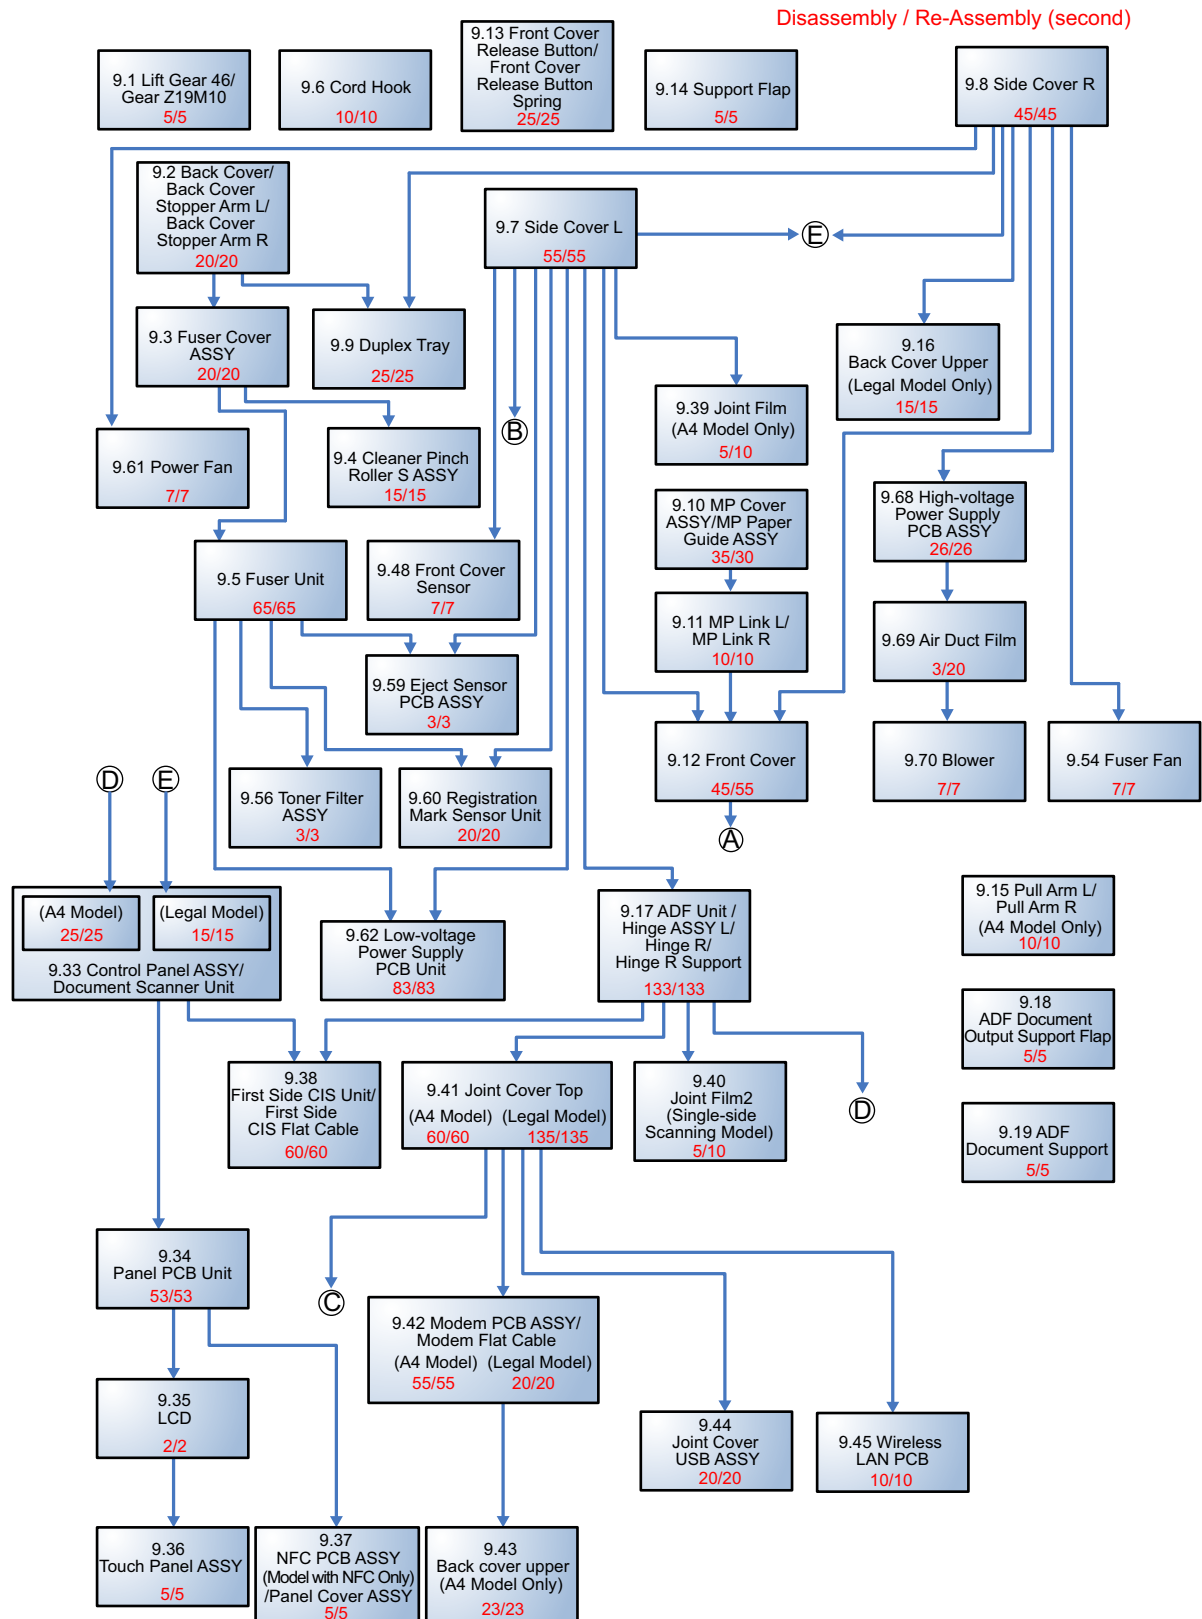 Disassembly / Re-Assembly (second)
9.1 Lift Gear 46/
Gear Z19M10
5/5
9.6 Cord Hook
10/10
9.13 Front Cover
Release Button/
Front Cover
Release Button
Spring
25/25
9.14 Support Flap
5/5
9.8 Side Cover R
45/45
9.2 Back Cover/
Back Cover
Stopper Arm L/
Back Cover
Stopper Arm R
20/20
9.7 Side Cover L
55/55
E
9.3 Fuser Cover
ASSY
20/20
9.9 Duplex Tray
25/25
9.16
Back Cover Upper
(Legal Model Only)
15/15
9.39 Joint Film
(A4 Model Only)
5/10
B
9.61 Power Fan
7/7
9.4 Cleaner Pinch
Roller S ASSY
15/15
9.10 MP Cover
ASSY/MP Paper
Guide ASSY
35/30
9.68 High-voltage
Power Supply
PCB ASSY
26/26
9.5 Fuser Unit
65/65
9.48 Front Cover
Sensor
7/7
9.11 MP Link L/
MP Link R
10/10
9.69 Air Duct Film
3/20
9.59 Eject Sensor
PCB ASSY
3/3
9.12 Front Cover
45/55
9.70 Blower
7/7
9.54 Fuser Fan
7/7
D
E
9.56 Toner Filter
ASSY
3/3
9.60 Registration
Mark Sensor Unit
20/20
A
(A4 Model)
25/25
(Legal Model)
15/15
9.33 Control Panel ASSY/
Document Scanner Unit
9.62 Low-voltage
Power Supply
PCB Unit
83/83
9.17 ADF Unit /
Hinge ASSY L/
Hinge R/
Hinge R Support
133/133
9.15 Pull Arm L/
Pull Arm R
(A4 Model Only)
10/10
9.18
ADF Document
Output Support Flap
5/5
9.38
First Side CIS Unit/
First Side
CIS Flat Cable
60/60
9.41 Joint Cover Top
(A4 Model) (Legal Model)
60/60 135/135
9.40
Joint Film2
(Single-side
Scanning Model)
5/10
D
9.19 ADF
Document Support
5/5
9.34
Panel PCB Unit
53/53
C
9.42 Modem PCB ASSY/
Modem Flat Cable
(A4 Model) (Legal Model)
55/55 20/20
9.35
LCD
2/2
9.44
Joint Cover
USB ASSY
20/20
9.45 Wireless
LAN PCB
10/10
9.36
Touch Panel ASSY
5/5
9.37
NFC PCB ASSY
(Model with NFC Only)
/Panel Cover ASSY
5/5
9.43
Back cover upper
(A4 Model Only)
23/23